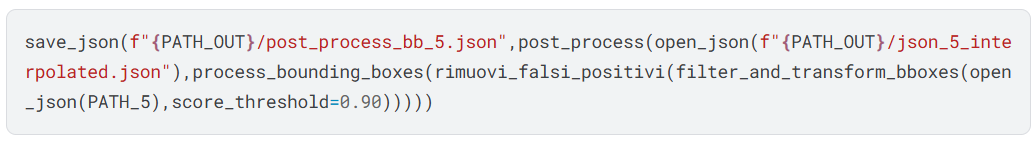 save_json(f"{PATH_OUT}/post_process_bb_5.json",post_process(open_json(f"{PATH_OUT}/json_5_inte
rpolated.json"),process_bounding_boxes(rimuovi_falsi_positivi(filter_and_transform_bboxes(open
_json(PATH_5),score_threshold=0.90)))))